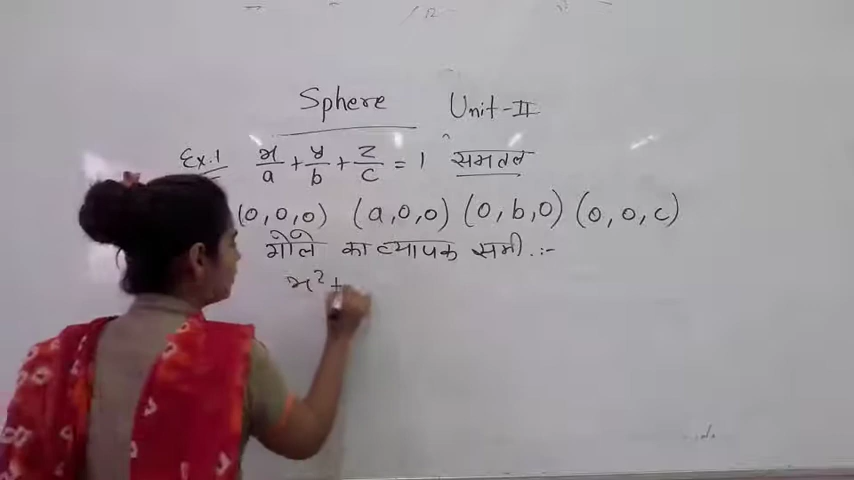 Sphere Unit-II
Ex.1 x/a + y/b + z/c = 1 समतल
(0,0,0) (a,0,0) (0,b,0) (0,0,c)
गोले का व्यापक समी.:-
x² +